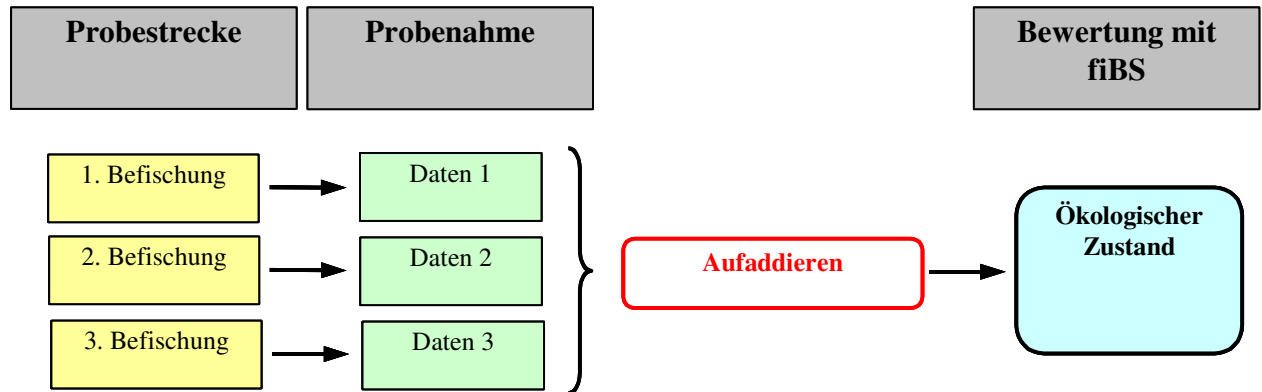 Probestrecke
Probenahme
Bewertung mit
fiBS
1. Befischung
Daten 1
2. Befischung
Daten 2
3. Befischung
Daten 3
Aufaddieren
Ökologischer
Zustand